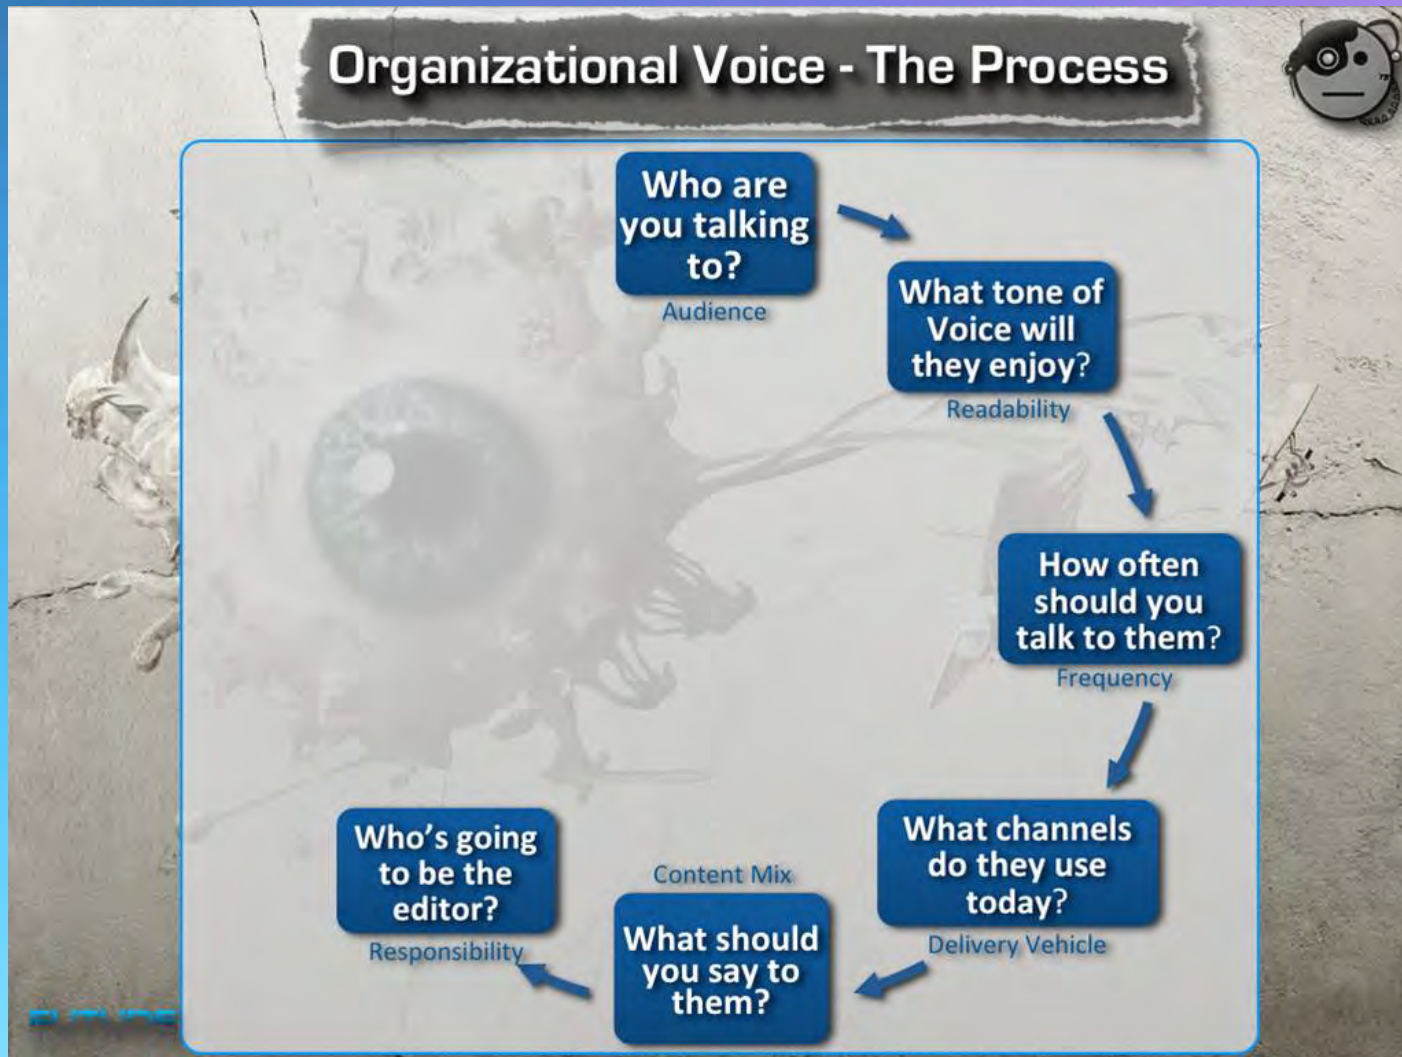 Organizational Voice - The Process
Who are
you talking
to?
Audience
What tone of
Voice will
they enjoy?
Readability
How often
should you
talk to them?
Frequency
What channels
do they use
today?
Delivery Vehicle
Content Mix
What should
you say to
them?
Who's going
to be the
editor?
Responsibility
FUTURE